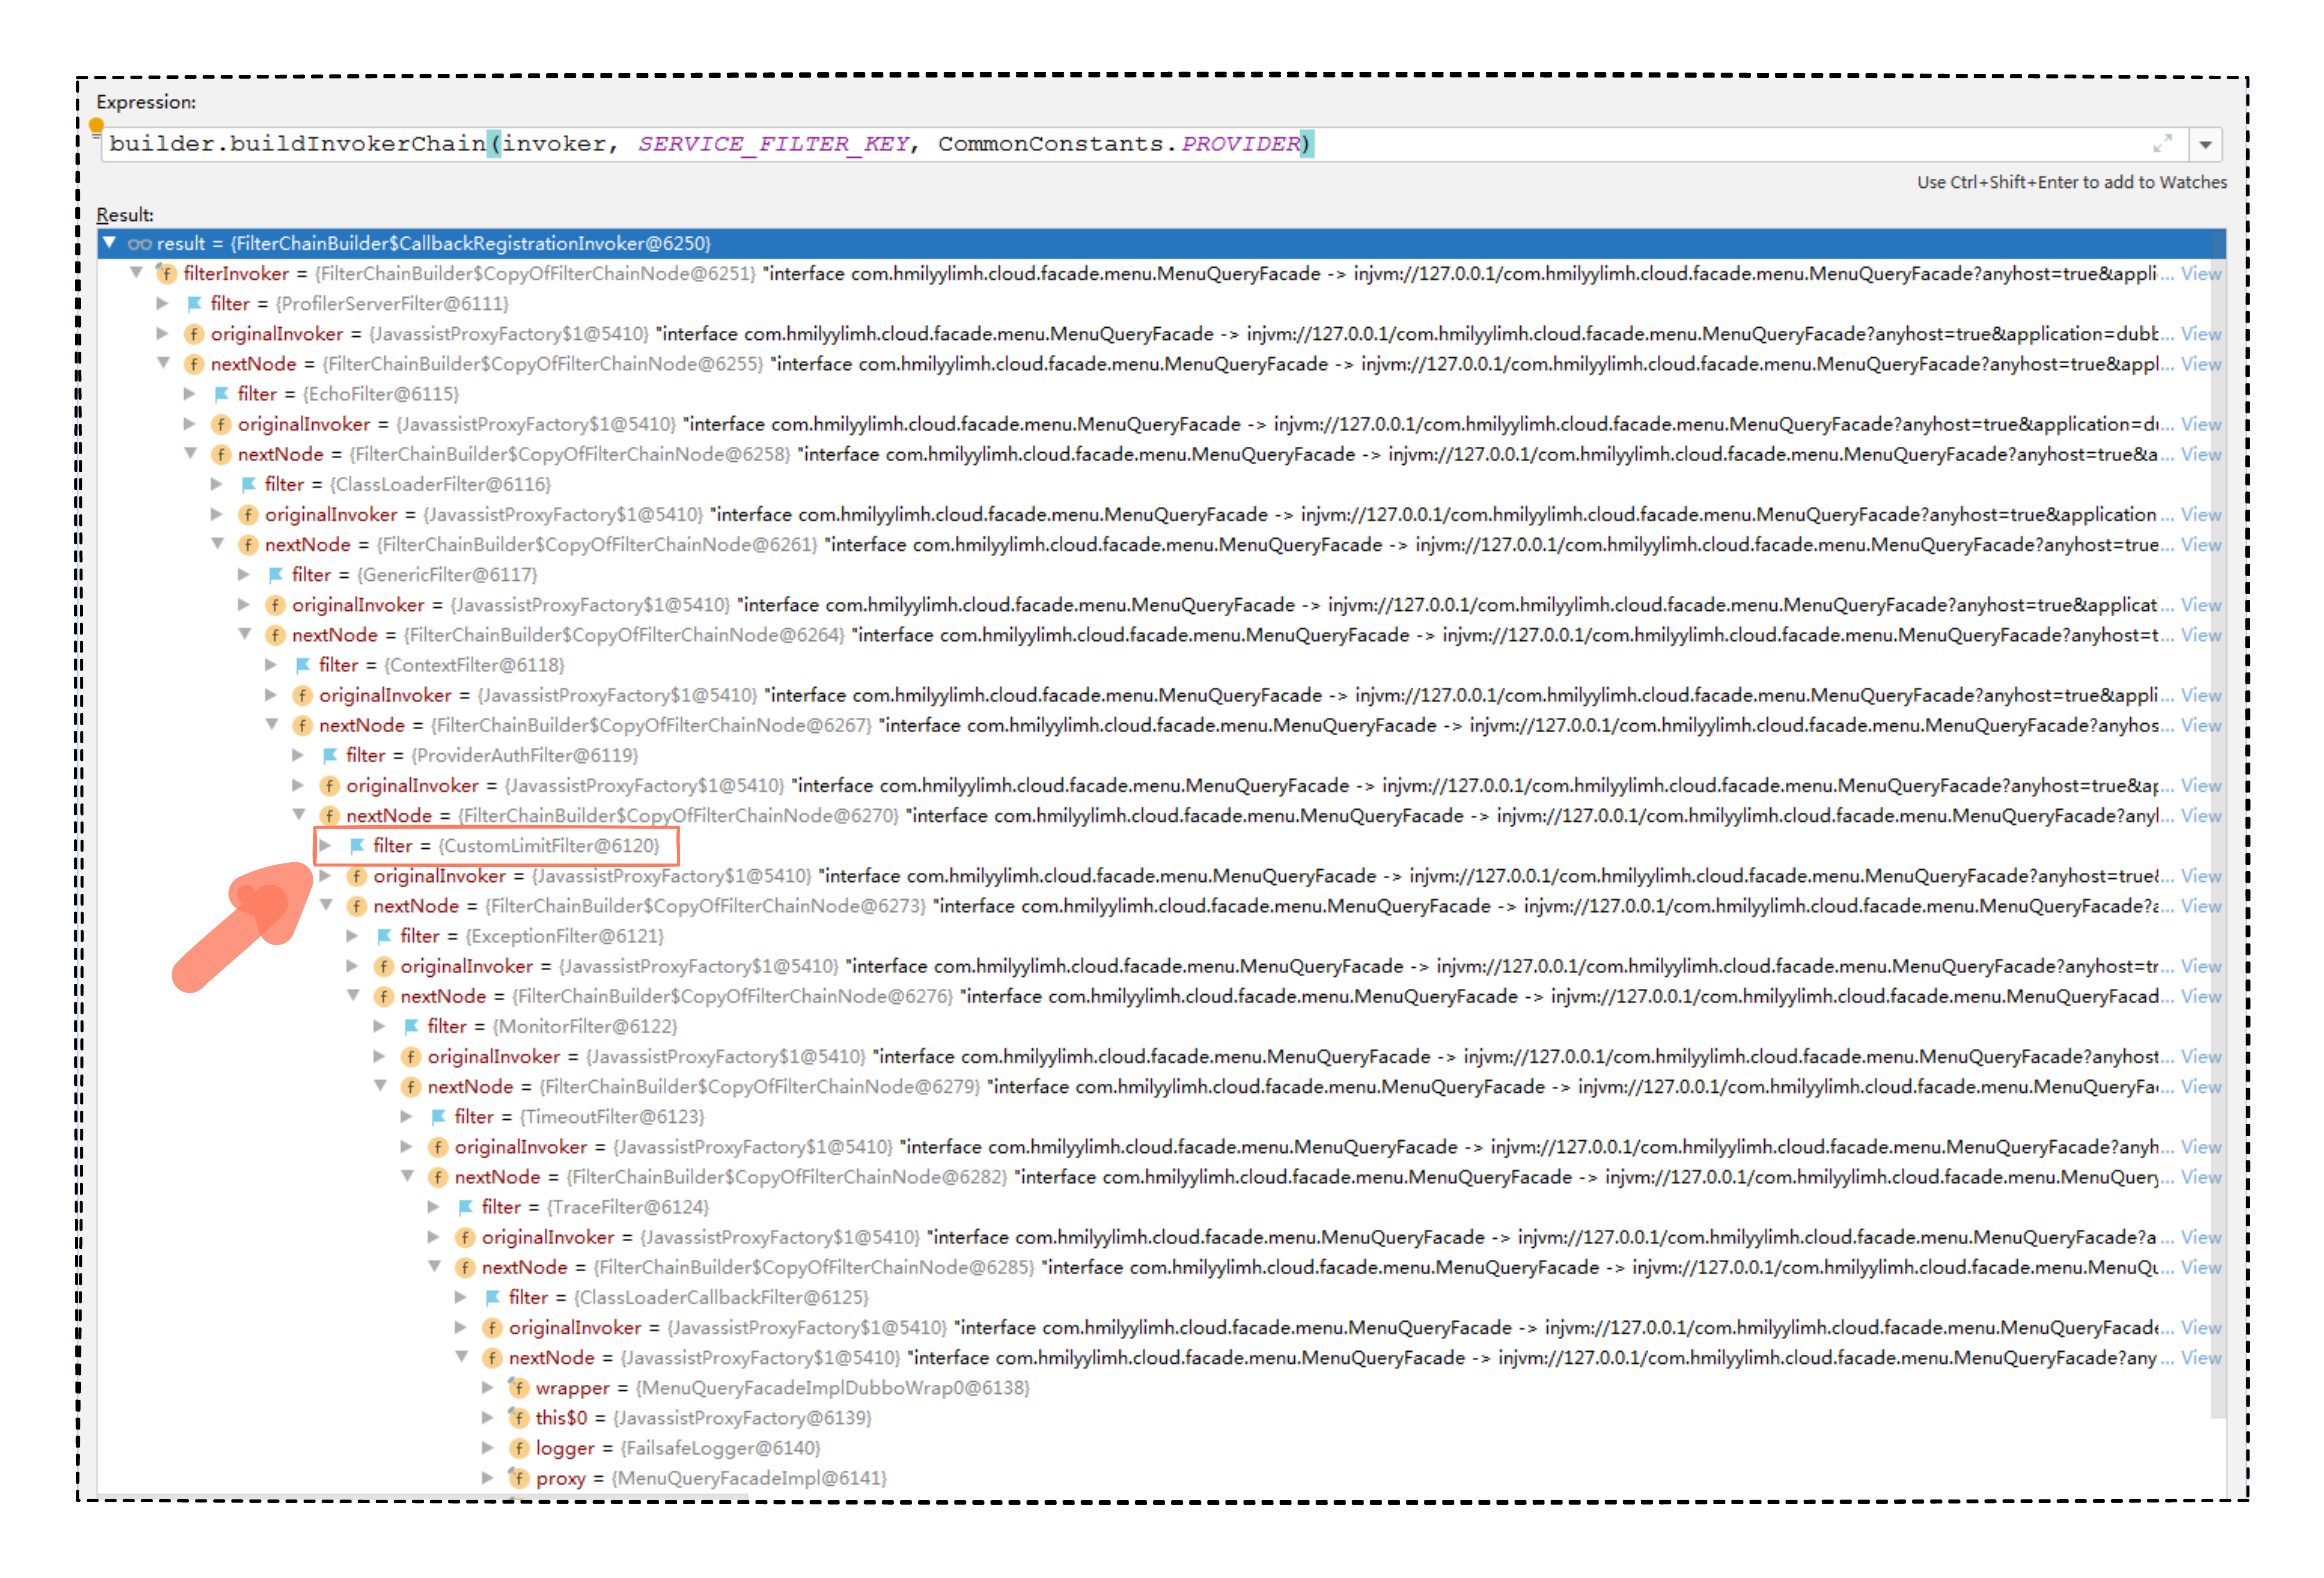 Expression:
builder.buildInvokerChain(invoker, SERVICE_FILTER_KEY, CommonConstants.PROVIDER)
Use Ctrl+Shift+Enter to add to Watches
Result:
result = {FilterChainBuilder$CallbackRegistrationInvoker@6250}
filterInvoker = {FilterChainBuilder$CopyOfFilterChainNode@6251} "interface com.hmilyylimh.cloud.facade.menu.MenuQueryFacade -> injvm://127.0.0.1/com.hmilyylimh.cloud.facade.menu.MenuQueryFacade?anyhost=true&appli... View
filter = {ProfilerServerFilter@6111}
originalInvoker = {JavassistProxyFactory$1@5410} "interface com.hmilyylimh.cloud.facade.menu.MenuQueryFacade -> injvm://127.0.0.1/com.hmilyylimh.cloud.facade.menu.MenuQueryFacade?anyhost=true&application=dubb... View
nextNode = {FilterChainBuilder$CopyOfFilterChainNode@6255} "interface com.hmilyylimh.cloud.facade.menu.MenuQueryFacade -> injvm://127.0.0.1/com.hmilyylimh.cloud.facade.menu.MenuQueryFacade?anyhost=true&appl... View
filter = {EchoFilter@6115}
originalInvoker = {JavassistProxyFactory$1@5410} "interface com.hmilyylimh.cloud.facade.menu.MenuQueryFacade -> injvm://127.0.0.1/com.hmilyylimh.cloud.facade.menu.MenuQueryFacade?anyhost=true&application=du... View
nextNode = {FilterChainBuilder$CopyOfFilterChainNode@6258} "interface com.hmilyylimh.cloud.facade.menu.MenuQueryFacade -> injvm://127.0.0.1/com.hmilyylimh.cloud.facade.menu.MenuQueryFacade?anyhost=true&a... View
filter = {ClassLoaderFilter@6116}
originalInvoker = {JavassistProxyFactory$1@5410} "interface com.hmilyylimh.cloud.facade.menu.MenuQueryFacade -> injvm://127.0.0.1/com.hmilyylimh.cloud.facade.menu.MenuQueryFacade?anyhost=true&application... View
nextNode = {FilterChainBuilder$CopyOfFilterChainNode@6261} "interface com.hmilyylimh.cloud.facade.menu.MenuQueryFacade -> injvm://127.0.0.1/com.hmilyylimh.cloud.facade.menu.MenuQueryFacade?anyhost=true... View
filter = {GenericFilter@6117}
originalInvoker = {JavassistProxyFactory$1@5410} "interface com.hmilyylimh.cloud.facade.menu.MenuQueryFacade -> injvm://127.0.0.1/com.hmilyylimh.cloud.facade.menu.MenuQueryFacade?anyhost=true&applicat... View
nextNode = {FilterChainBuilder$CopyOfFilterChainNode@6264} "interface com.hmilyylimh.cloud.facade.menu.MenuQueryFacade -> injvm://127.0.0.1/com.hmilyylimh.cloud.facade.menu.MenuQueryFacade?anyhost=t... View
filter = {ContextFilter@6118}
originalInvoker = {JavassistProxyFactory$1@5410} "interface com.hmilyylimh.cloud.facade.menu.MenuQueryFacade -> injvm://127.0.0.1/com.hmilyylimh.cloud.facade.menu.MenuQueryFacade?anyhost=true&appli... View
nextNode = {FilterChainBuilder$CopyOfFilterChainNode@6267} "interface com.hmilyylimh.cloud.facade.menu.MenuQueryFacade -> injvm://127.0.0.1/com.hmilyylimh.cloud.facade.menu.MenuQueryFacade?anyhos... View
filter = {ProviderAuthFilter@6119}
originalInvoker = {JavassistProxyFactory$1@5410} "interface com.hmilyylimh.cloud.facade.menu.MenuQueryFacade -> injvm://127.0.0.1/com.hmilyylimh.cloud.facade.menu.MenuQueryFacade?anyhost=true&ap... View
nextNode = {FilterChainBuilder$CopyOfFilterChainNode@6270} "interface com.hmilyylimh.cloud.facade.menu.MenuQueryFacade -> injvm://127.0.0.1/com.hmilyylimh.cloud.facade.menu.MenuQueryFacade?anyl... View
filter = {CustomLimitFilter@6120}
originalInvoker = {JavassistProxyFactory$1@5410} "interface com.hmilyylimh.cloud.facade.menu.MenuQueryFacade -> injvm://127.0.0.1/com.hmilyylimh.cloud.facade.menu.MenuQueryFacade?anyhost=true&... View
nextNode = {FilterChainBuilder$CopyOfFilterChainNode@6273} "interface com.hmilyylimh.cloud.facade.menu.MenuQueryFacade -> injvm://127.0.0.1/com.hmilyylimh.cloud.facade.menu.MenuQueryFacade?a... View
filter = {ExceptionFilter@6121}
originalInvoker = {JavassistProxyFactory$1@5410} "interface com.hmilyylimh.cloud.facade.menu.MenuQueryFacade -> injvm://127.0.0.1/com.hmilyylimh.cloud.facade.menu.MenuQueryFacade?anyhost=tr... View
nextNode = {FilterChainBuilder$CopyOfFilterChainNode@6276} "interface com.hmilyylimh.cloud.facade.menu.MenuQueryFacade -> injvm://127.0.0.1/com.hmilyylimh.cloud.facade.menu.MenuQueryFacad... View
filter = {MonitorFilter@6122}
originalInvoker = {JavassistProxyFactory$1@5410} "interface com.hmilyylimh.cloud.facade.menu.MenuQueryFacade -> injvm://127.0.0.1/com.hmilyylimh.cloud.facade.menu.MenuQueryFacade?anyhost... View
nextNode = {FilterChainBuilder$CopyOfFilterChainNode@6279} "interface com.hmilyylimh.cloud.facade.menu.MenuQueryFacade -> injvm://127.0.0.1/com.hmilyylimh.cloud.facade.menu.MenuQueryFa... View
filter = {TimeoutFilter@6123}
originalInvoker = {JavassistProxyFactory$1@5410} "interface com.hmilyylimh.cloud.facade.menu.MenuQueryFacade -> injvm://127.0.0.1/com.hmilyylimh.cloud.facade.menu.MenuQueryFacade?anyh... View
nextNode = {FilterChainBuilder$CopyOfFilterChainNode@6282} "interface com.hmilyylimh.cloud.facade.menu.MenuQueryFacade -> injvm://127.0.0.1/com.hmilyylimh.cloud.facade.menu.MenuQuery... View
filter = {TraceFilter@6124}
originalInvoker = {JavassistProxyFactory$1@5410} "interface com.hmilyylimh.cloud.facade.menu.MenuQueryFacade -> injvm://127.0.0.1/com.hmilyylimh.cloud.facade.menu.MenuQueryFacade?a... View
nextNode = {FilterChainBuilder$CopyOfFilterChainNode@6285} "interface com.hmilyylimh.cloud.facade.menu.MenuQueryFacade -> injvm://127.0.0.1/com.hmilyylimh.cloud.facade.menu.MenuQu... View
filter = {ClassLoaderCallbackFilter@6125}
originalInvoker = {JavassistProxyFactory$1@5410} "interface com.hmilyylimh.cloud.facade.menu.MenuQueryFacade -> injvm://127.0.0.1/com.hmilyylimh.cloud.facade.menu.MenuQueryFacade... View
nextNode = {JavassistProxyFactory$1@5410} "interface com.hmilyylimh.cloud.facade.menu.MenuQueryFacade -> injvm://127.0.0.1/com.hmilyylimh.cloud.facade.menu.MenuQueryFacade?any... View
wrapper = {MenuQueryFacadeImplDubboWrap0@6138}
this$0 = {JavassistProxyFactory@6139}
logger = {FailsafeLogger@6140}
proxy = {MenuQueryFacadeImpl@6141}